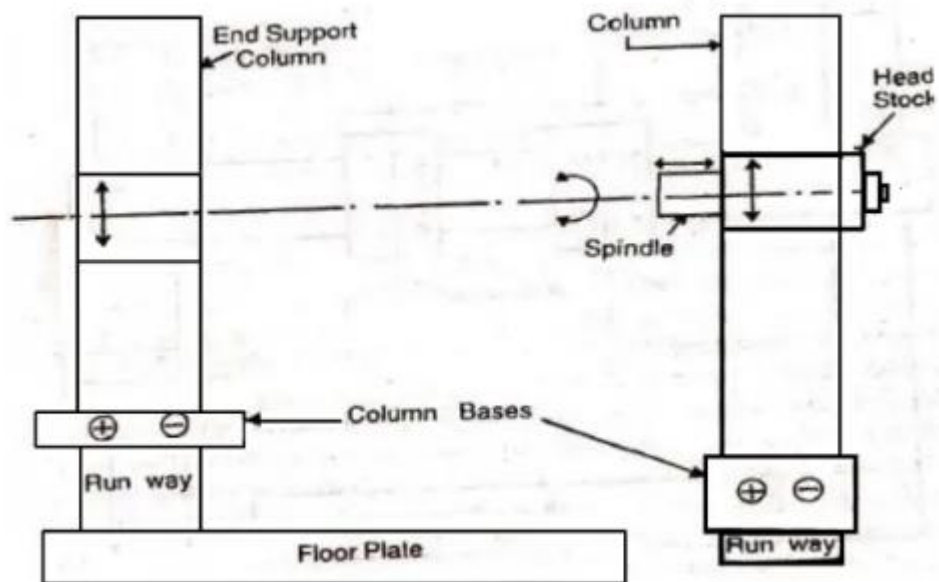 End Support
Column
Column
Head
Stock
Spindle
Column Bases
⊕ ⊖
Run way
⊕ ⊖
Run way
Floor Plate